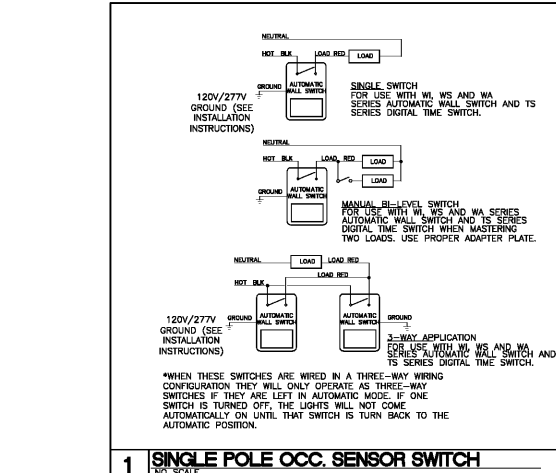 NEUTRAL
HOT BLK LOAD RED LOAD
GROUND AUTOMATIC
WALL SWITCH
120V/277V
GROUND (SEE
INSTALLATION
INSTRUCTIONS)
SINGLE SWITCH
FOR USE WITH WI, WS AND WA
SERIES AUTOMATIC WALL SWITCH AND TS
SERIES DIGITAL TIME SWITCH.
NEUTRAL
HOT BLK LOAD RED LOAD
LOAD
GROUND AUTOMATIC
WALL SWITCH
MANUAL BI-LEVEL SWITCH
FOR USE WITH WI, WS AND WA SERIES
AUTOMATIC WALL SWITCH AND TS SERIES
DIGITAL TIME SWITCH WHEN MASTERING
TWO LOADS. USE PROPER ADAPTER PLATE.
NEUTRAL LOAD LOAD RED
LOAD RED
HOT BLK
120V/277V
GROUND (SEE
INSTALLATION
INSTRUCTIONS)
GROUND AUTOMATIC
WALL SWITCH
AUTOMATIC GROUND
WALL SWITCH
3-WAY APPLICATION
FOR USE WITH WI, WS AND WA
SERIES AUTOMATIC WALL SWITCH AND
TS SERIES DIGITAL TIME SWITCH.
*WHEN THESE SWITCHES ARE WIRED IN A THREE-WAY WIRING
CONFIGURATION THEY WILL ONLY OPERATE AS THREE-WAY
SWITCHES IF THEY ARE LEFT IN AUTOMATIC MODE. IF ONE
SWITCH IS TURNED OFF, THE LIGHTS WILL NOT COME
AUTOMATICALLY ON UNTIL THAT SWITCH IS TURN BACK TO THE
AUTOMATIC POSITION.
1 SINGLE POLE OCC. SENSOR SWITCH
NO SCALE